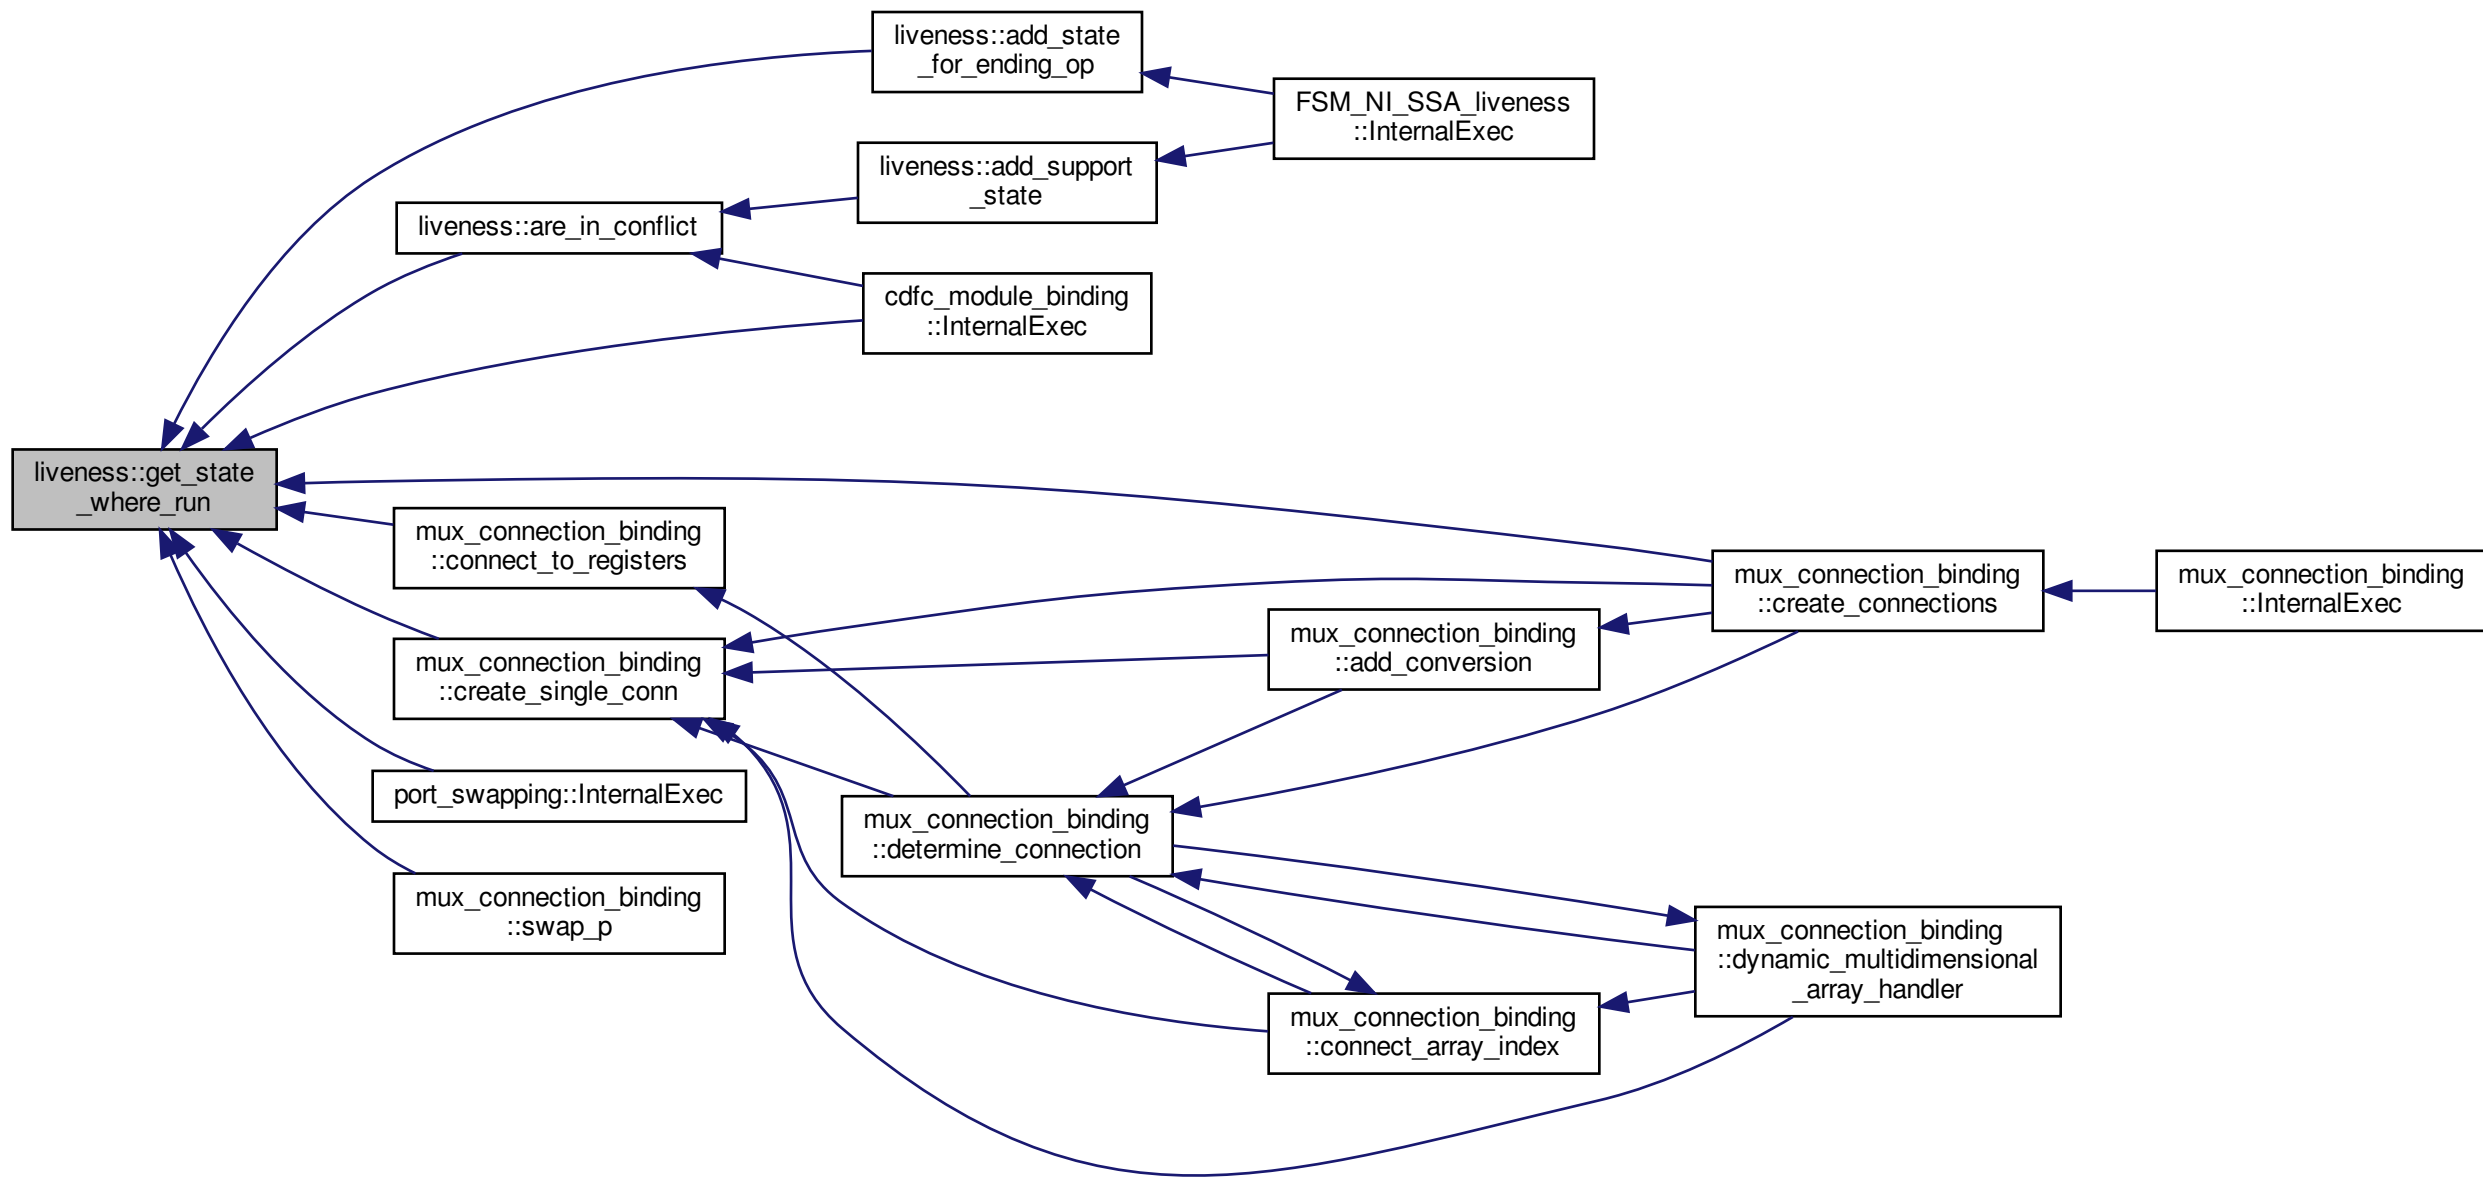 liveness::add_state
_for_ending_op
FSM_NI_SSA_liveness
::InternalExec
liveness::add_support
_state
liveness::are_in_conflict
cdfc_module_binding
::InternalExec
liveness::get_state
_where_run
mux_connection_binding
::connect_to_registers
mux_connection_binding
::create_connections
mux_connection_binding
::InternalExec
mux_connection_binding
::create_single_conn
mux_connection_binding
::add_conversion
port_swapping::InternalExec
mux_connection_binding
::determine_connection
mux_connection_binding
::swap_p
mux_connection_binding
::dynamic_multidimensional
_array_handler
mux_connection_binding
::connect_array_index